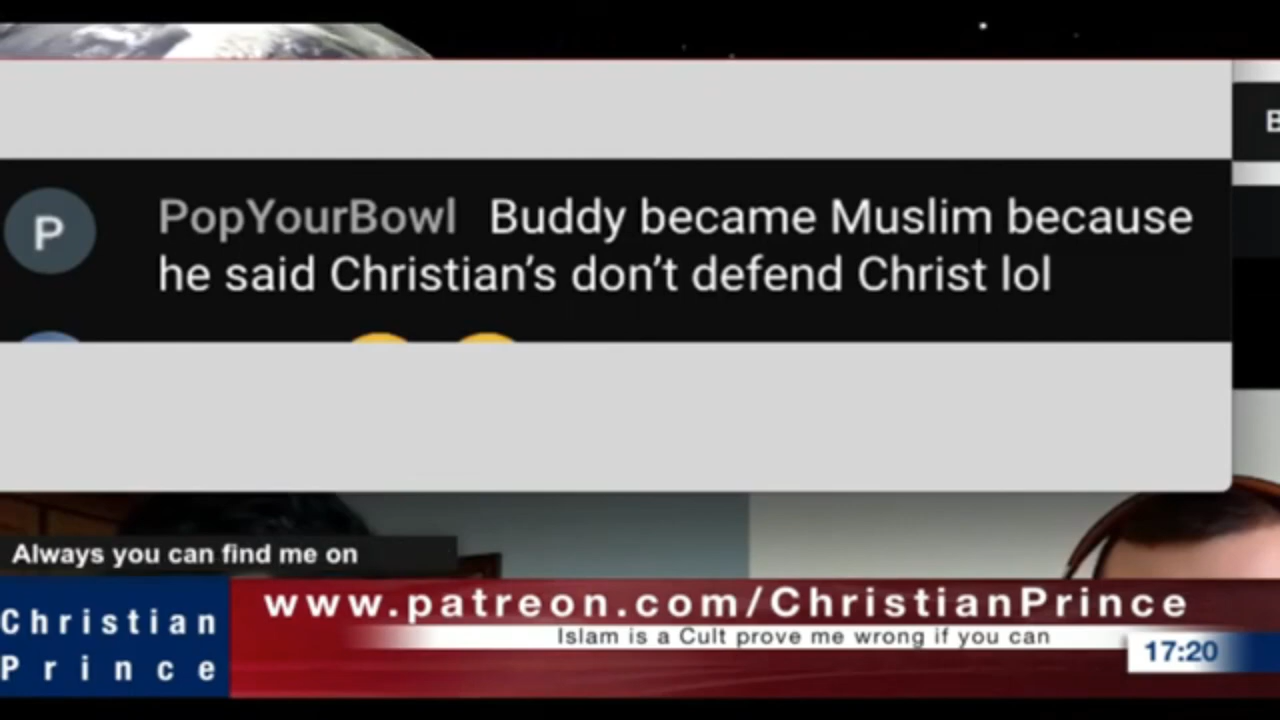 B
P
PopYourBowl Buddy became Muslim because
he said Christian's don't defend Christ lol
Always you can find me on
Christian
Prince
www.patreon.com/ChristianPrince
Islam is a Cult prove me wrong if you can
17:20